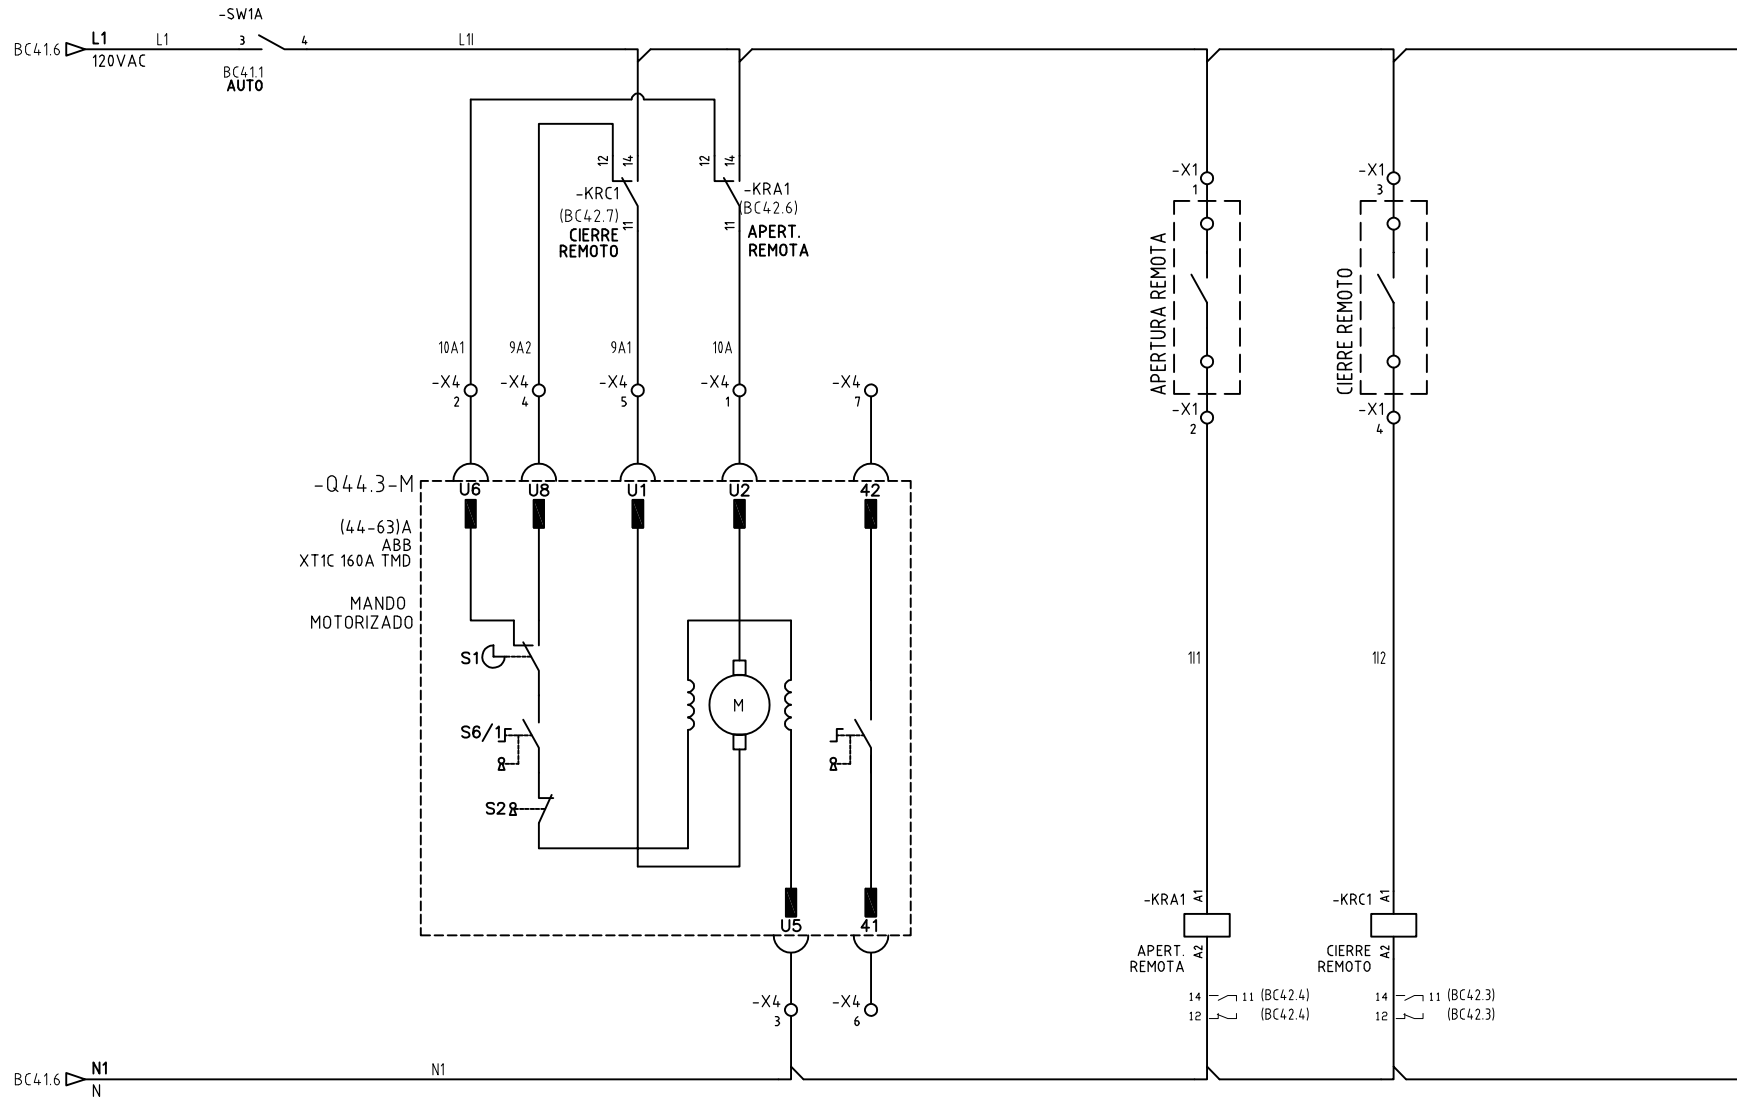 -SW1A
BC41.6 L1 L1 3 4 L1I
120VAC
BC41.1
AUTO
12 14 12 14
-KRC1 -KRA1
(BC42.7) 11 (BC42.6) 11
CIERRE
REMOTO
APERT.
REMOTA
-X1
1
-X1
3
APERTURA REMOTA
CIERRE REMOTO
-X1
2
-X1
4
10A1 9A2 9A1 10A
-X4 -X4 -X4 -X4 -X4
2 4 5 1 7
-Q44.3-M
U6 U8 U1 U2 42
(44-63)A
ABB
XT1C 160A TMD
MANDO
MOTORIZADO
S1
S6/1
S2
M
1I1 1I2
U5 41
-X4 -X4
3 6
-KRA1 A1
A2
APERT.
REMOTA
14 11 (BC42.4)
12 (BC42.4)
-KRC1 A1
A2
CIERRE
REMOTO
14 11 (BC42.3)
12 (BC42.3)
BC41.6 N1 N1
N